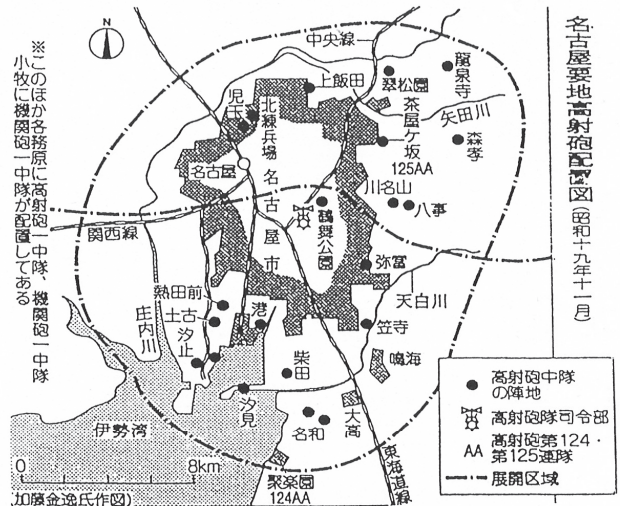 名古屋要地高射砲配置図(昭和十九年十一月)
※このほか各務原に高射砲一中隊、機関砲一中隊
小牧に機関砲一中隊が配置してある
N
中央線
上飯田
翠松園
龍泉寺
児玉
北練兵場
茶屋ケ坂
125AA
矢田川
森孝
名古屋
名古屋市
川名山
八事
鶴舞公園
関西線
弥富
天白川
熱田前
土古
汐止
港
笠寺
庄内川
柴田
鳴海
汐見
名和
大高
伊勢湾
東海道線
聚楽園
124AA
0
8km
(加藤金逸氏作図)
高射砲中隊
の陣地
高射砲隊司令部
AA
高射砲第124・
第125連隊
展開区域